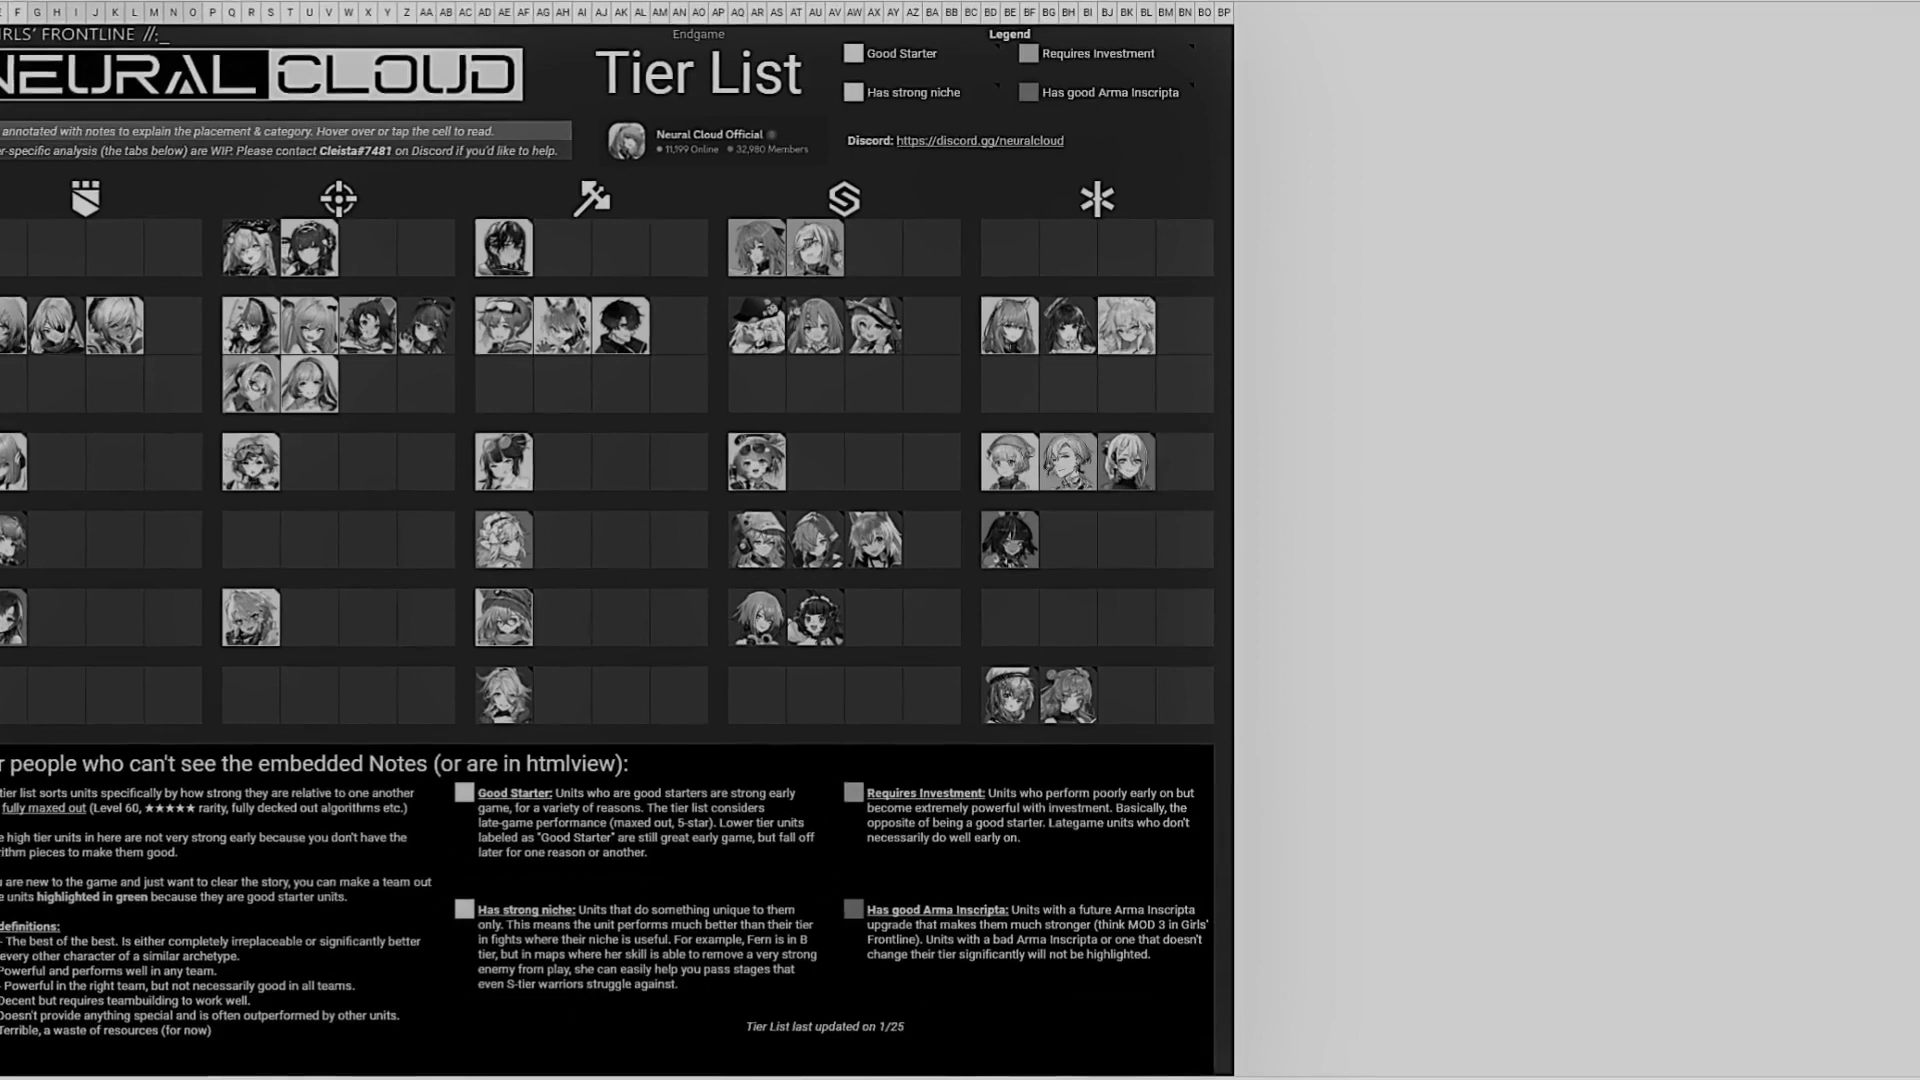 F G H I J K L M N O P Q R S T U V W X Y Z AA AB AC AD AE AF AG AH AI AJ AK AL AM AN AO AP AQ AR AS AT AU AV AW AX AY AZ BA BB BC BD BE BF BG BH BI BJ BK BL BM BN BO BP
IRLS' FRONTLINE //:_
NEURAL CLOUD
Endgame
Tier List
Legend
Good Starter
Requires Investment
Has strong niche
Has good Arma Inscripta
annotated with notes to explain the placement & category. Hover over or tap the cell to read.
er-specific analysis (the tabs below) are WIP. Please contact Cleista#7481 on Discord if you'd like to help.
Neural Cloud Official
11,199 Online 32,980 Members
Discord: https://discord.gg/neuralcloud
r people who can't see the embedded Notes (or are in htmlview):
tier list sorts units specifically by how strong they are relative to one another
fully maxed out (Level 60, ★★★★★ rarity, fully decked out algorithms etc.)
e high tier units in here are not very strong early because you don't have the
rithm pieces to make them good.
u are new to the game and just want to clear the story, you can make a team out
e units highlighted in green because they are good starter units.
definitions:
- The best of the best. Is either completely irreplaceable or significantly better
every other character of a similar archetype.
Powerful and performs well in any team.
- Powerful in the right team, but not necessarily good in all teams.
Decent but requires teambuilding to work well.
Doesn't provide anything special and is often outperformed by other units.
Terrible, a waste of resources (for now)
Good Starter: Units who are good starters are strong early
game, for a variety of reasons. The tier list considers
late-game performance (maxed out, 5-star). Lower tier units
labeled as "Good Starter" are still great early game, but fall off
later for one reason or another.
Has strong niche: Units that do something unique to them
only. This means the unit performs much better than their tier
in fights where their niche is useful. For example, Fern is in B
tier, but in maps where her skill is able to remove a very strong
enemy from play, she can easily help you pass stages that
even S-tier warriors struggle against.
Requires Investment: Units who perform poorly early on but
become extremely powerful with investment. Basically, the
opposite of being a good starter. Lategame units who don't
necessarily do well early on.
Has good Arma Inscripta: Units with a future Arma Inscripta
upgrade that makes them much stronger (think MOD 3 in Girls'
Frontline). Units with a bad Arma Inscripta or one that doesn't
change their tier significantly will not be highlighted.
Tier List last updated on 1/25